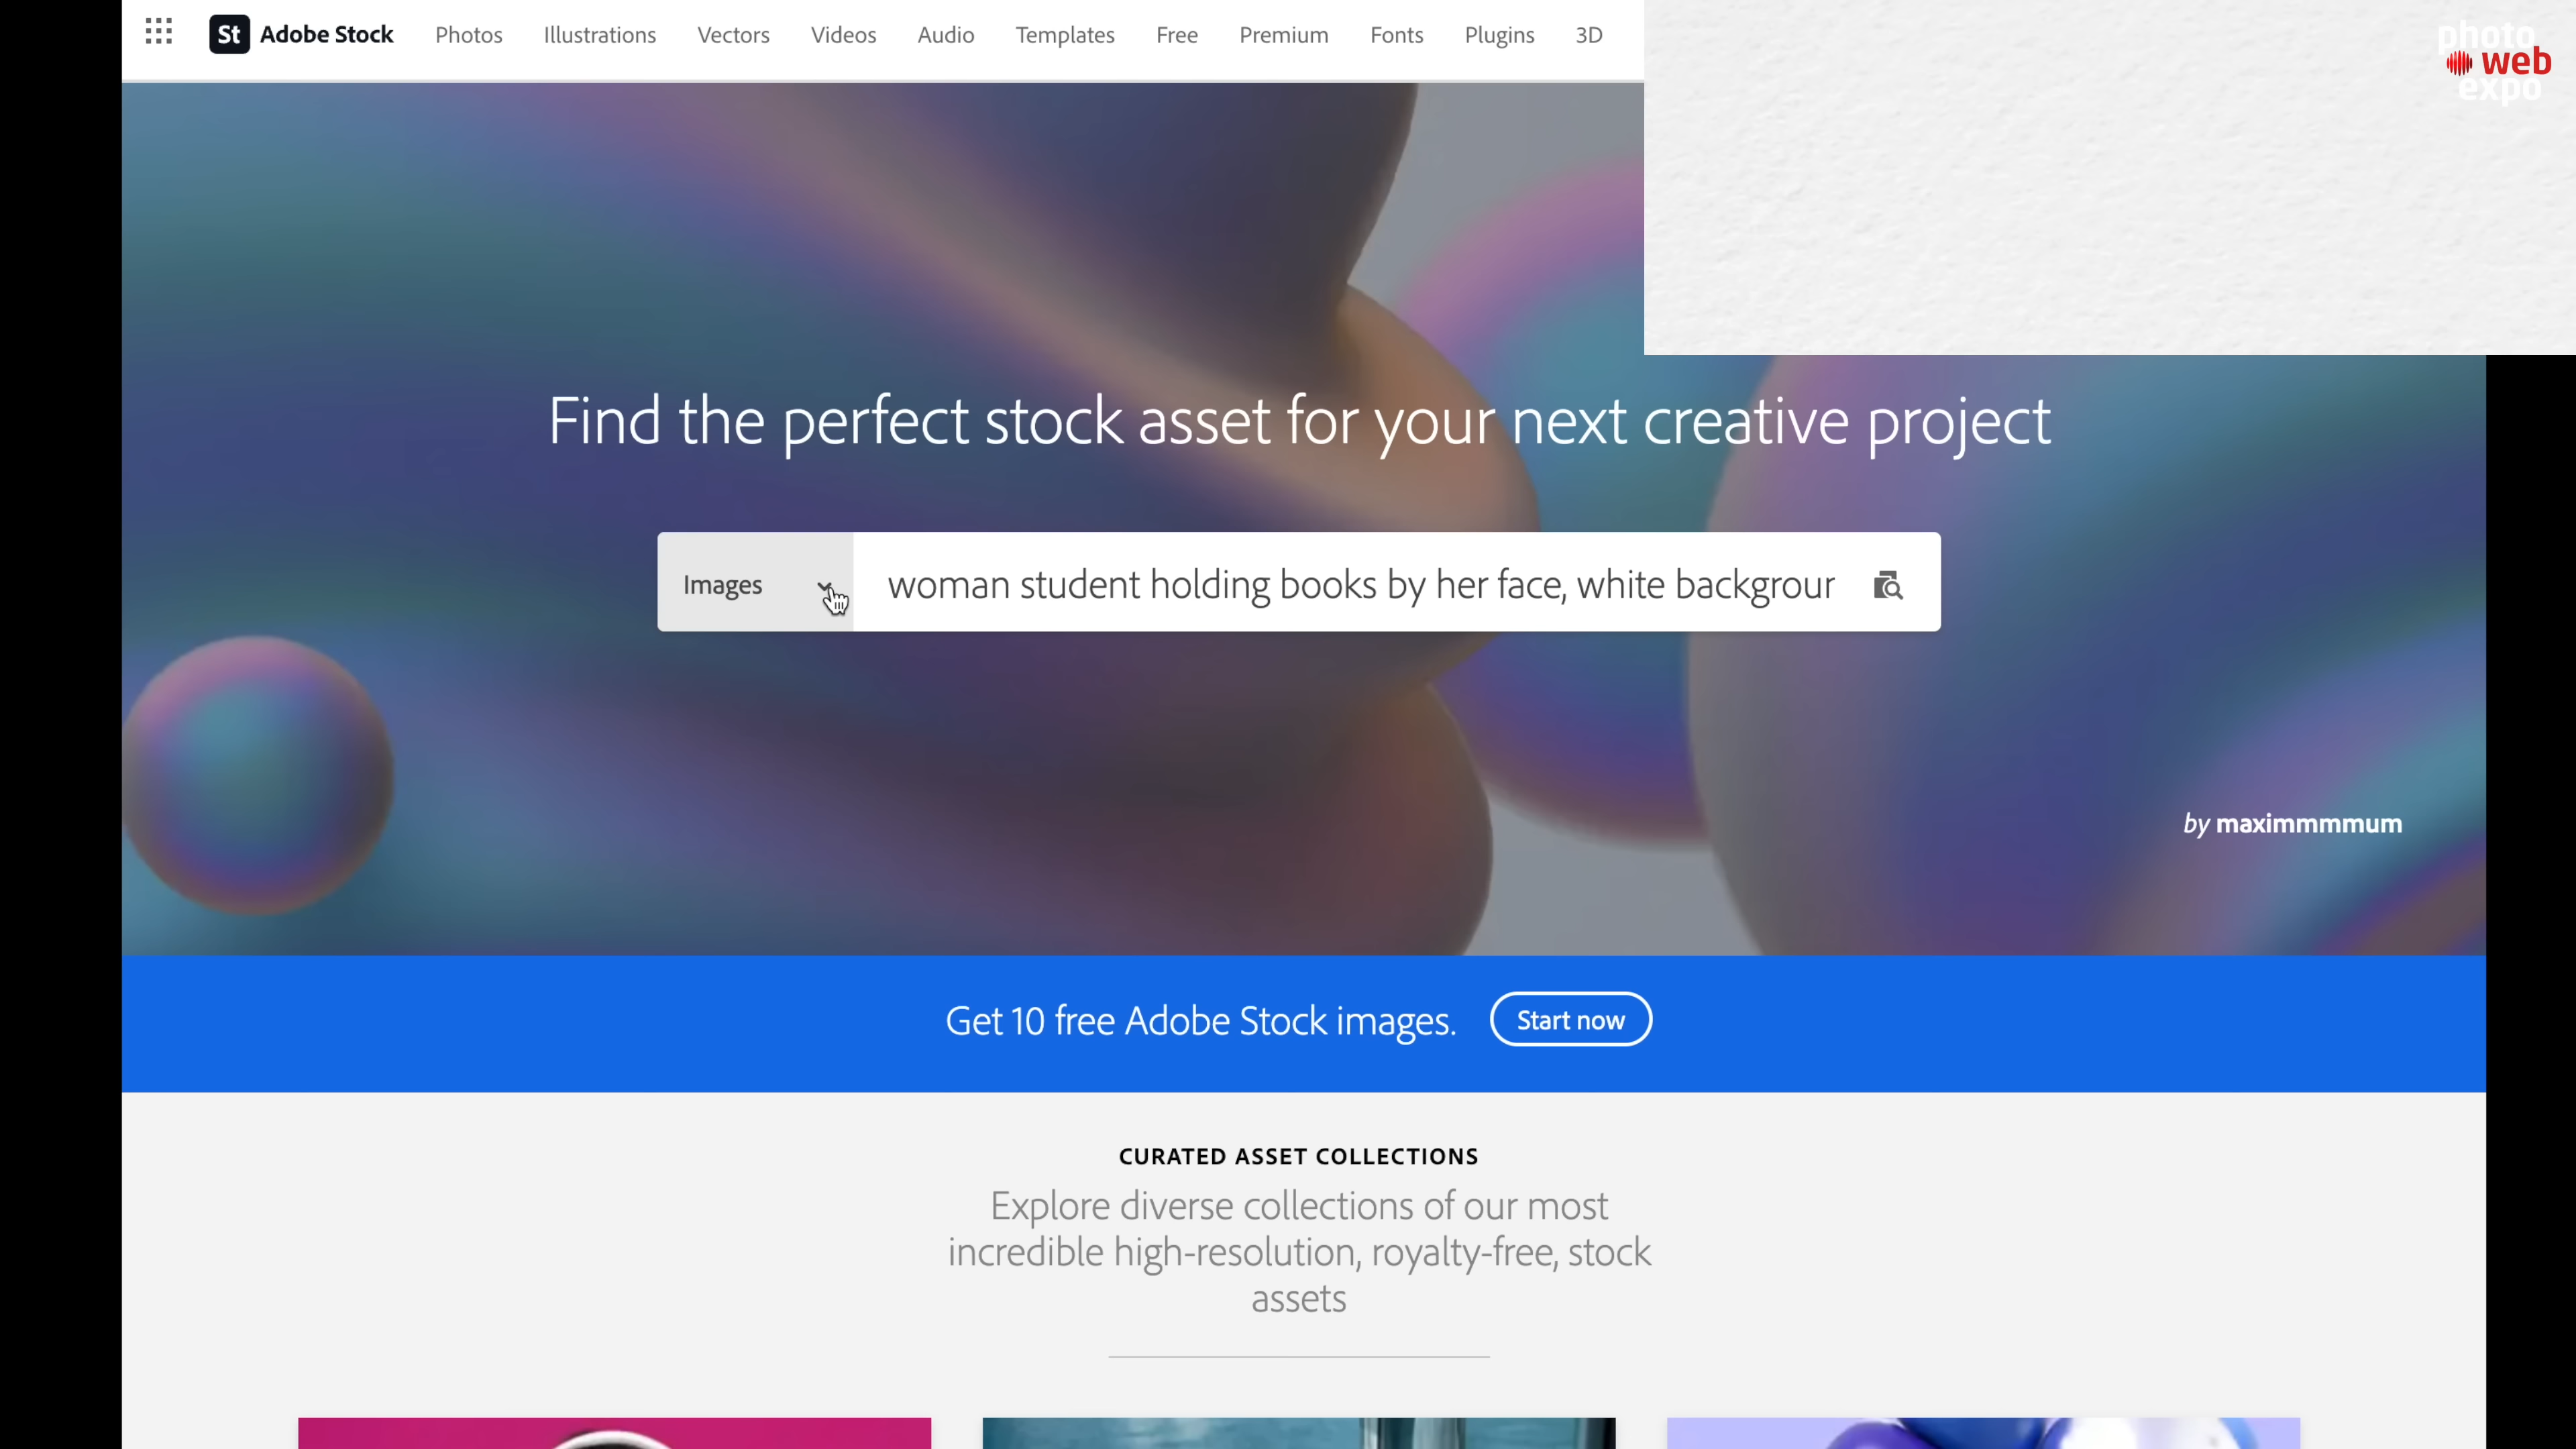 St Adobe Stock Photos Illustrations Vectors Videos Audio Templates Free Premium Fonts Plugins 3D
photo
web
expo
Find the perfect stock asset for your next creative project
Images woman student holding books by her face, white backgrour
by maximmmmum
Get 10 free Adobe Stock images. Start now
CURATED ASSET COLLECTIONS
Explore diverse collections of our most
incredible high-resolution, royalty-free, stock
assets